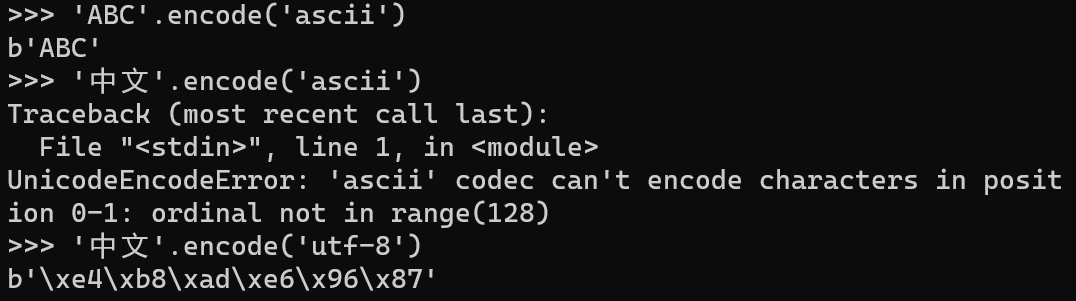 >>> 'ABC'.encode('ascii')
b'ABC'
>>> '中文'.encode('ascii')
Traceback (most recent call last):
  File "<stdin>", line 1, in <module>
UnicodeEncodeError: 'ascii' codec can't encode characters in posit
ion 0-1: ordinal not in range(128)
>>> '中文'.encode('utf-8')
b'\xe4\xb8\xad\xe6\x96\x87'